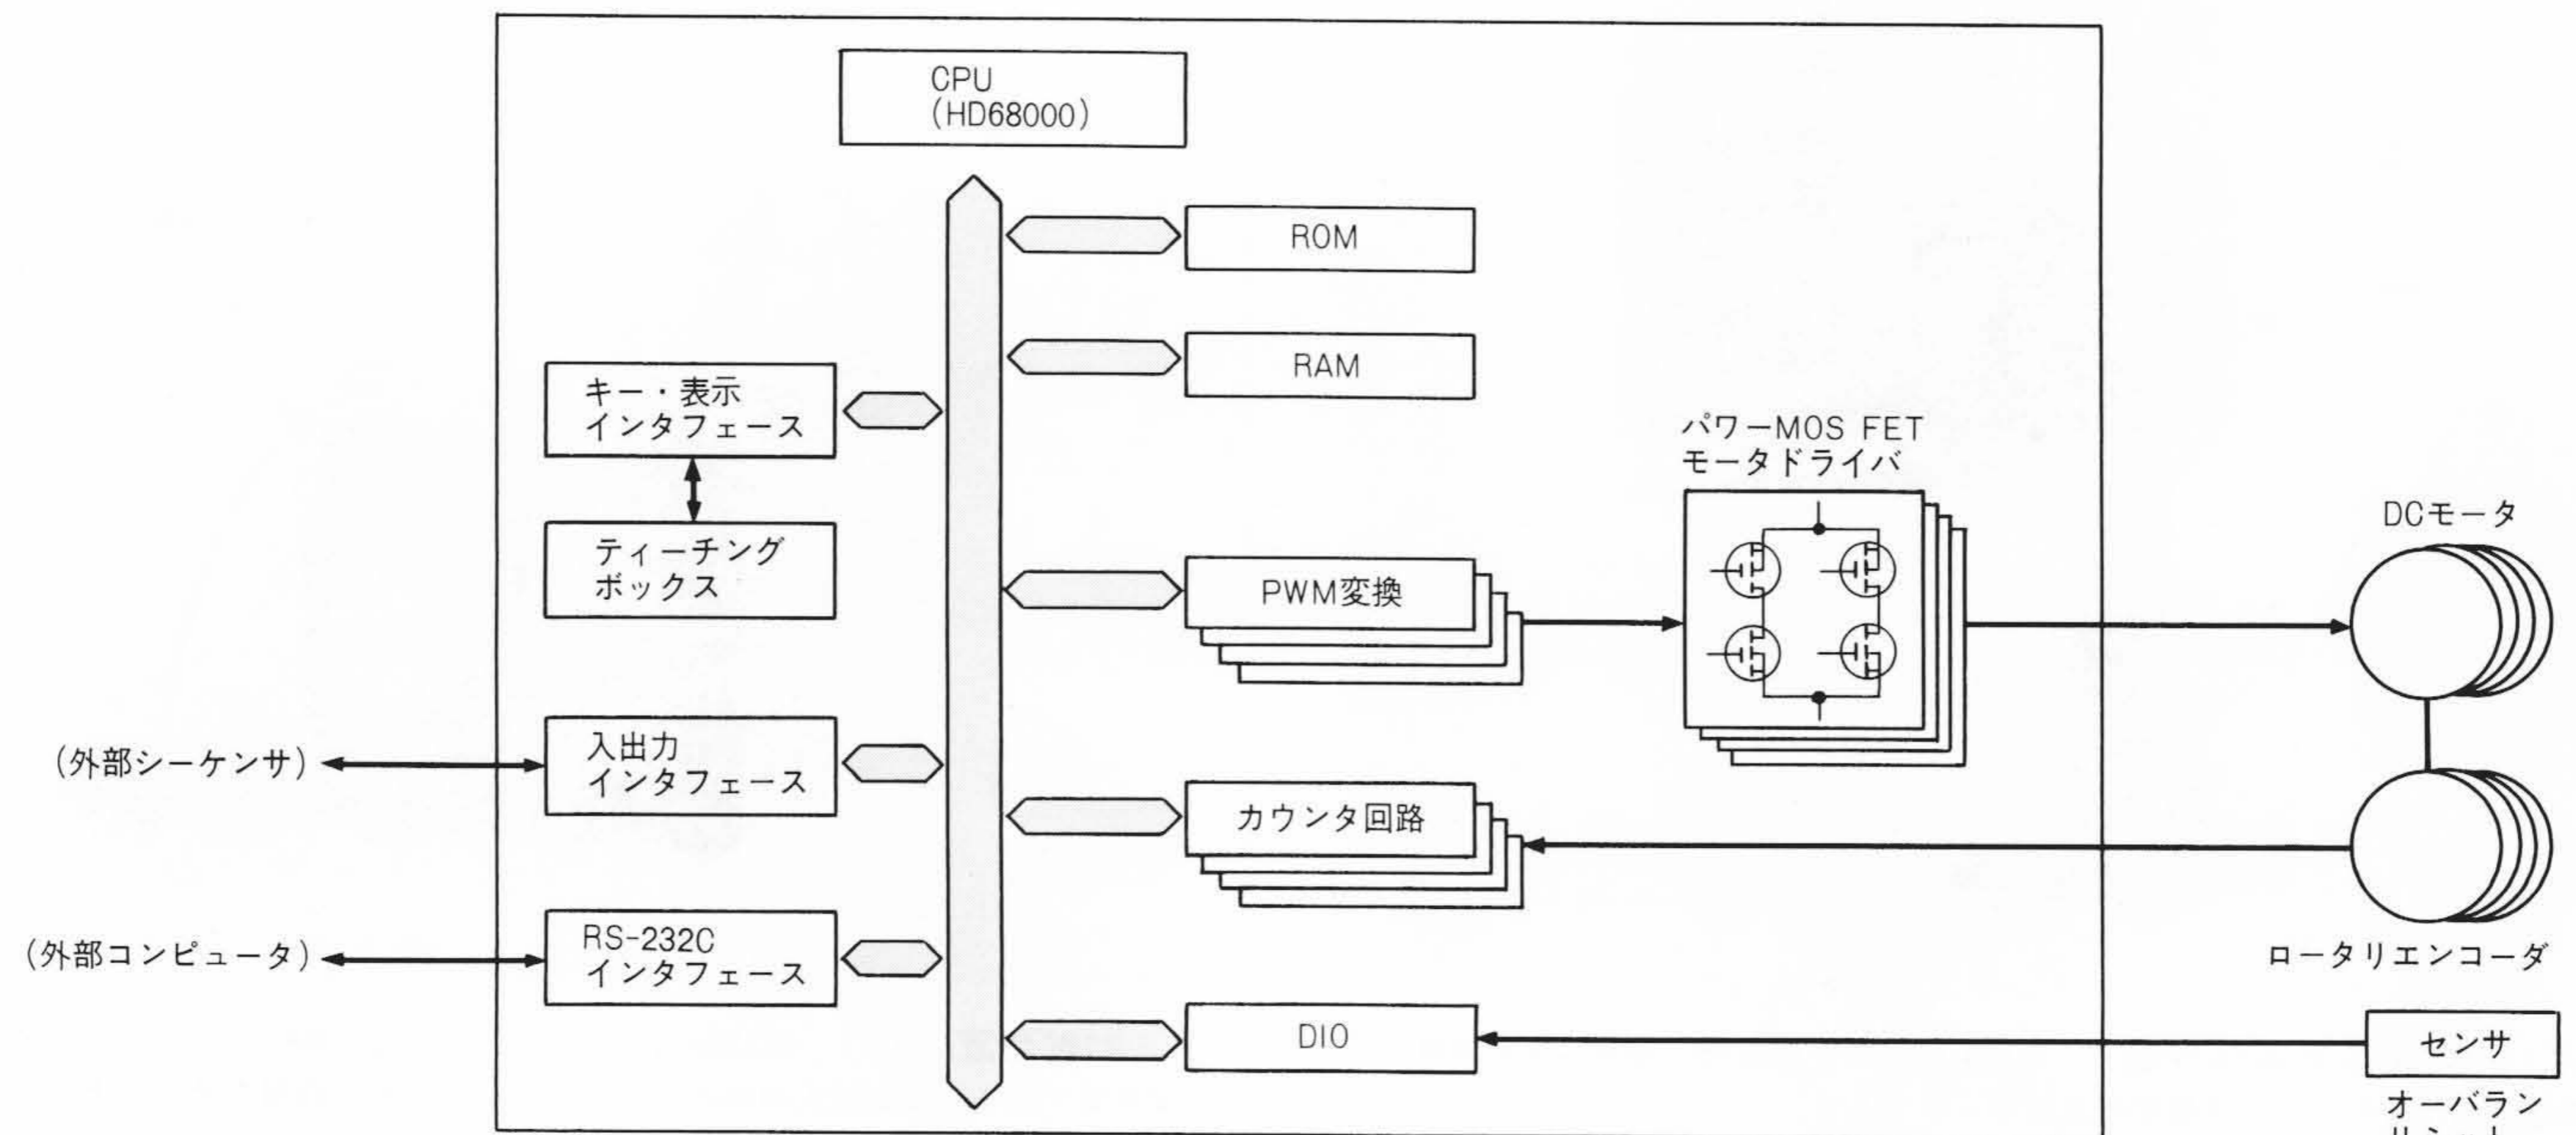 CPU
(HD68000)
ROM
RAM
キー・表示
インタフェース
ティーチング
ボックス
パワーMOS FET
モータドライバ
DCモータ
PWM変換
(外部シーケンサ)
入出力
インタフェース
カウンタ回路
(外部コンピュータ)
RS-232C
インタフェース
ロータリエンコーダ
DIO
センサ
オーバラン